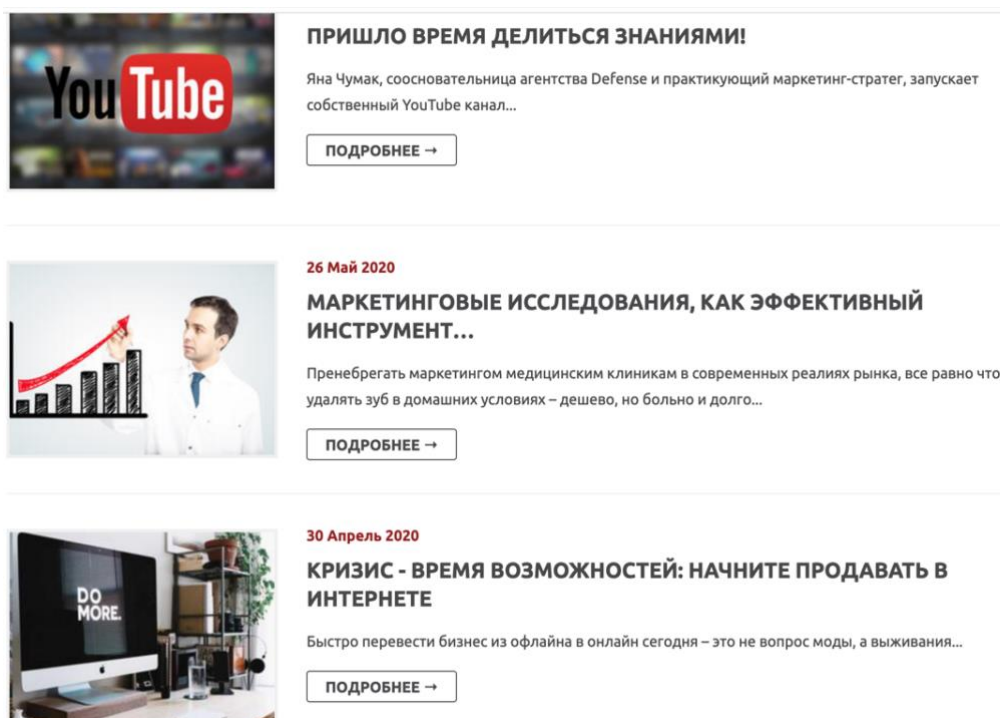 YouTube
ПРИШЛО ВРЕМЯ ДЕЛИТЬСЯ ЗНАНИЯМИ!
Яна Чумак, сооснователница агентства Defense и практикующий маркетинг-стратег, запускает
собственный YouTube канал...
ПОДРОБНЕЕ →
26 Май 2020
МАРКЕТИНГОВЫЕ ИССЛЕДОВАНИЯ, КАК ЭФФЕКТИВНЫЙ
ИНСТРУМЕНТ...
Пренебрегать маркетингом медицинским клиникам в современных реалиях рынка, все равно что
удалять зуб в домашних условиях – дешево, но больно и долго...
ПОДРОБНЕЕ →
DO
MORE.
30 Апрель 2020
КРИЗИС - ВРЕМЯ ВОЗМОЖНОСТЕЙ: НАЧНИТЕ ПРОДАВАТЬ В
ИНТЕРНЕТЕ
Быстро перевести бизнес из офлайна в онлайн сегодня – это не вопрос моды, а выживания...
ПОДРОБНЕЕ →